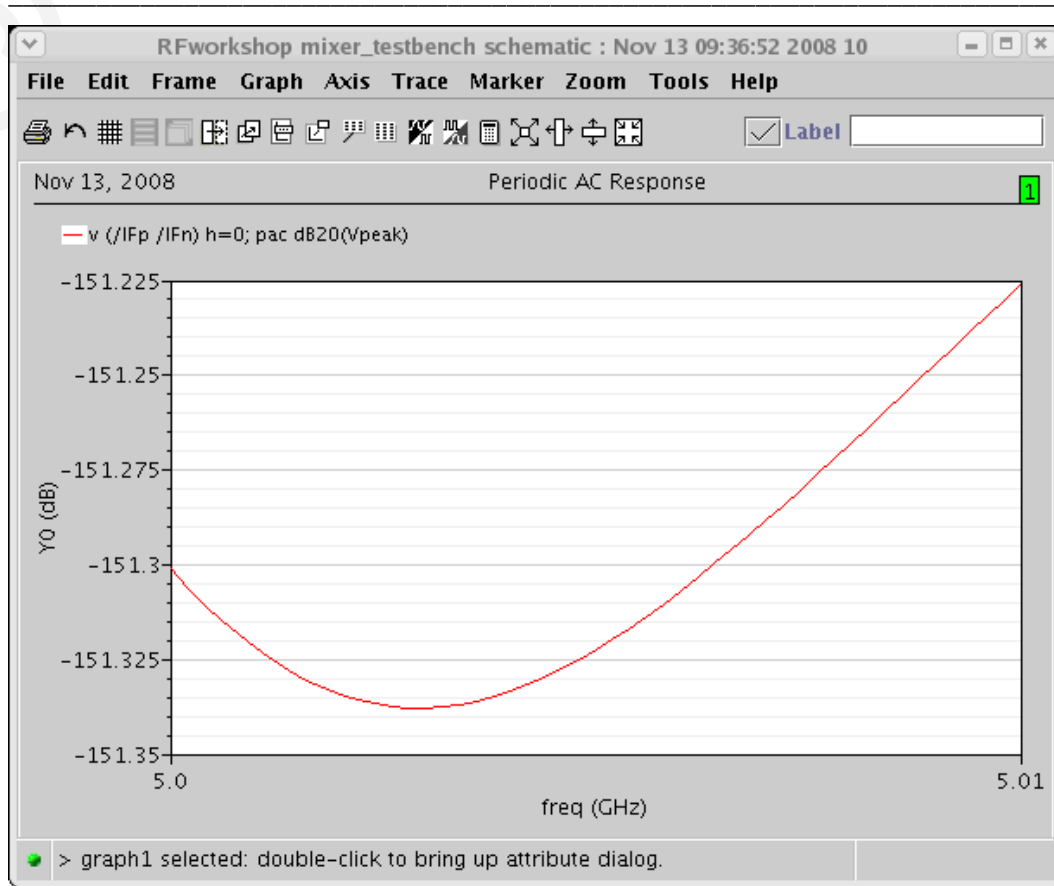 RFworkshop mixer_testbench schematic : Nov 13 09:36:52 2008 10
File Edit Frame Graph Axis Trace Marker Zoom Tools Help
Label
Nov 13, 2008
Periodic AC Response
1
v (/IFp /IFn) h=0; pac dB20(Vpeak)
-151.225
-151.25
-151.275
-151.3
-151.325
-151.35
Y0 (dB)
5.0
5.01
freq (GHz)
> graph1 selected: double-click to bring up attribute dialog.